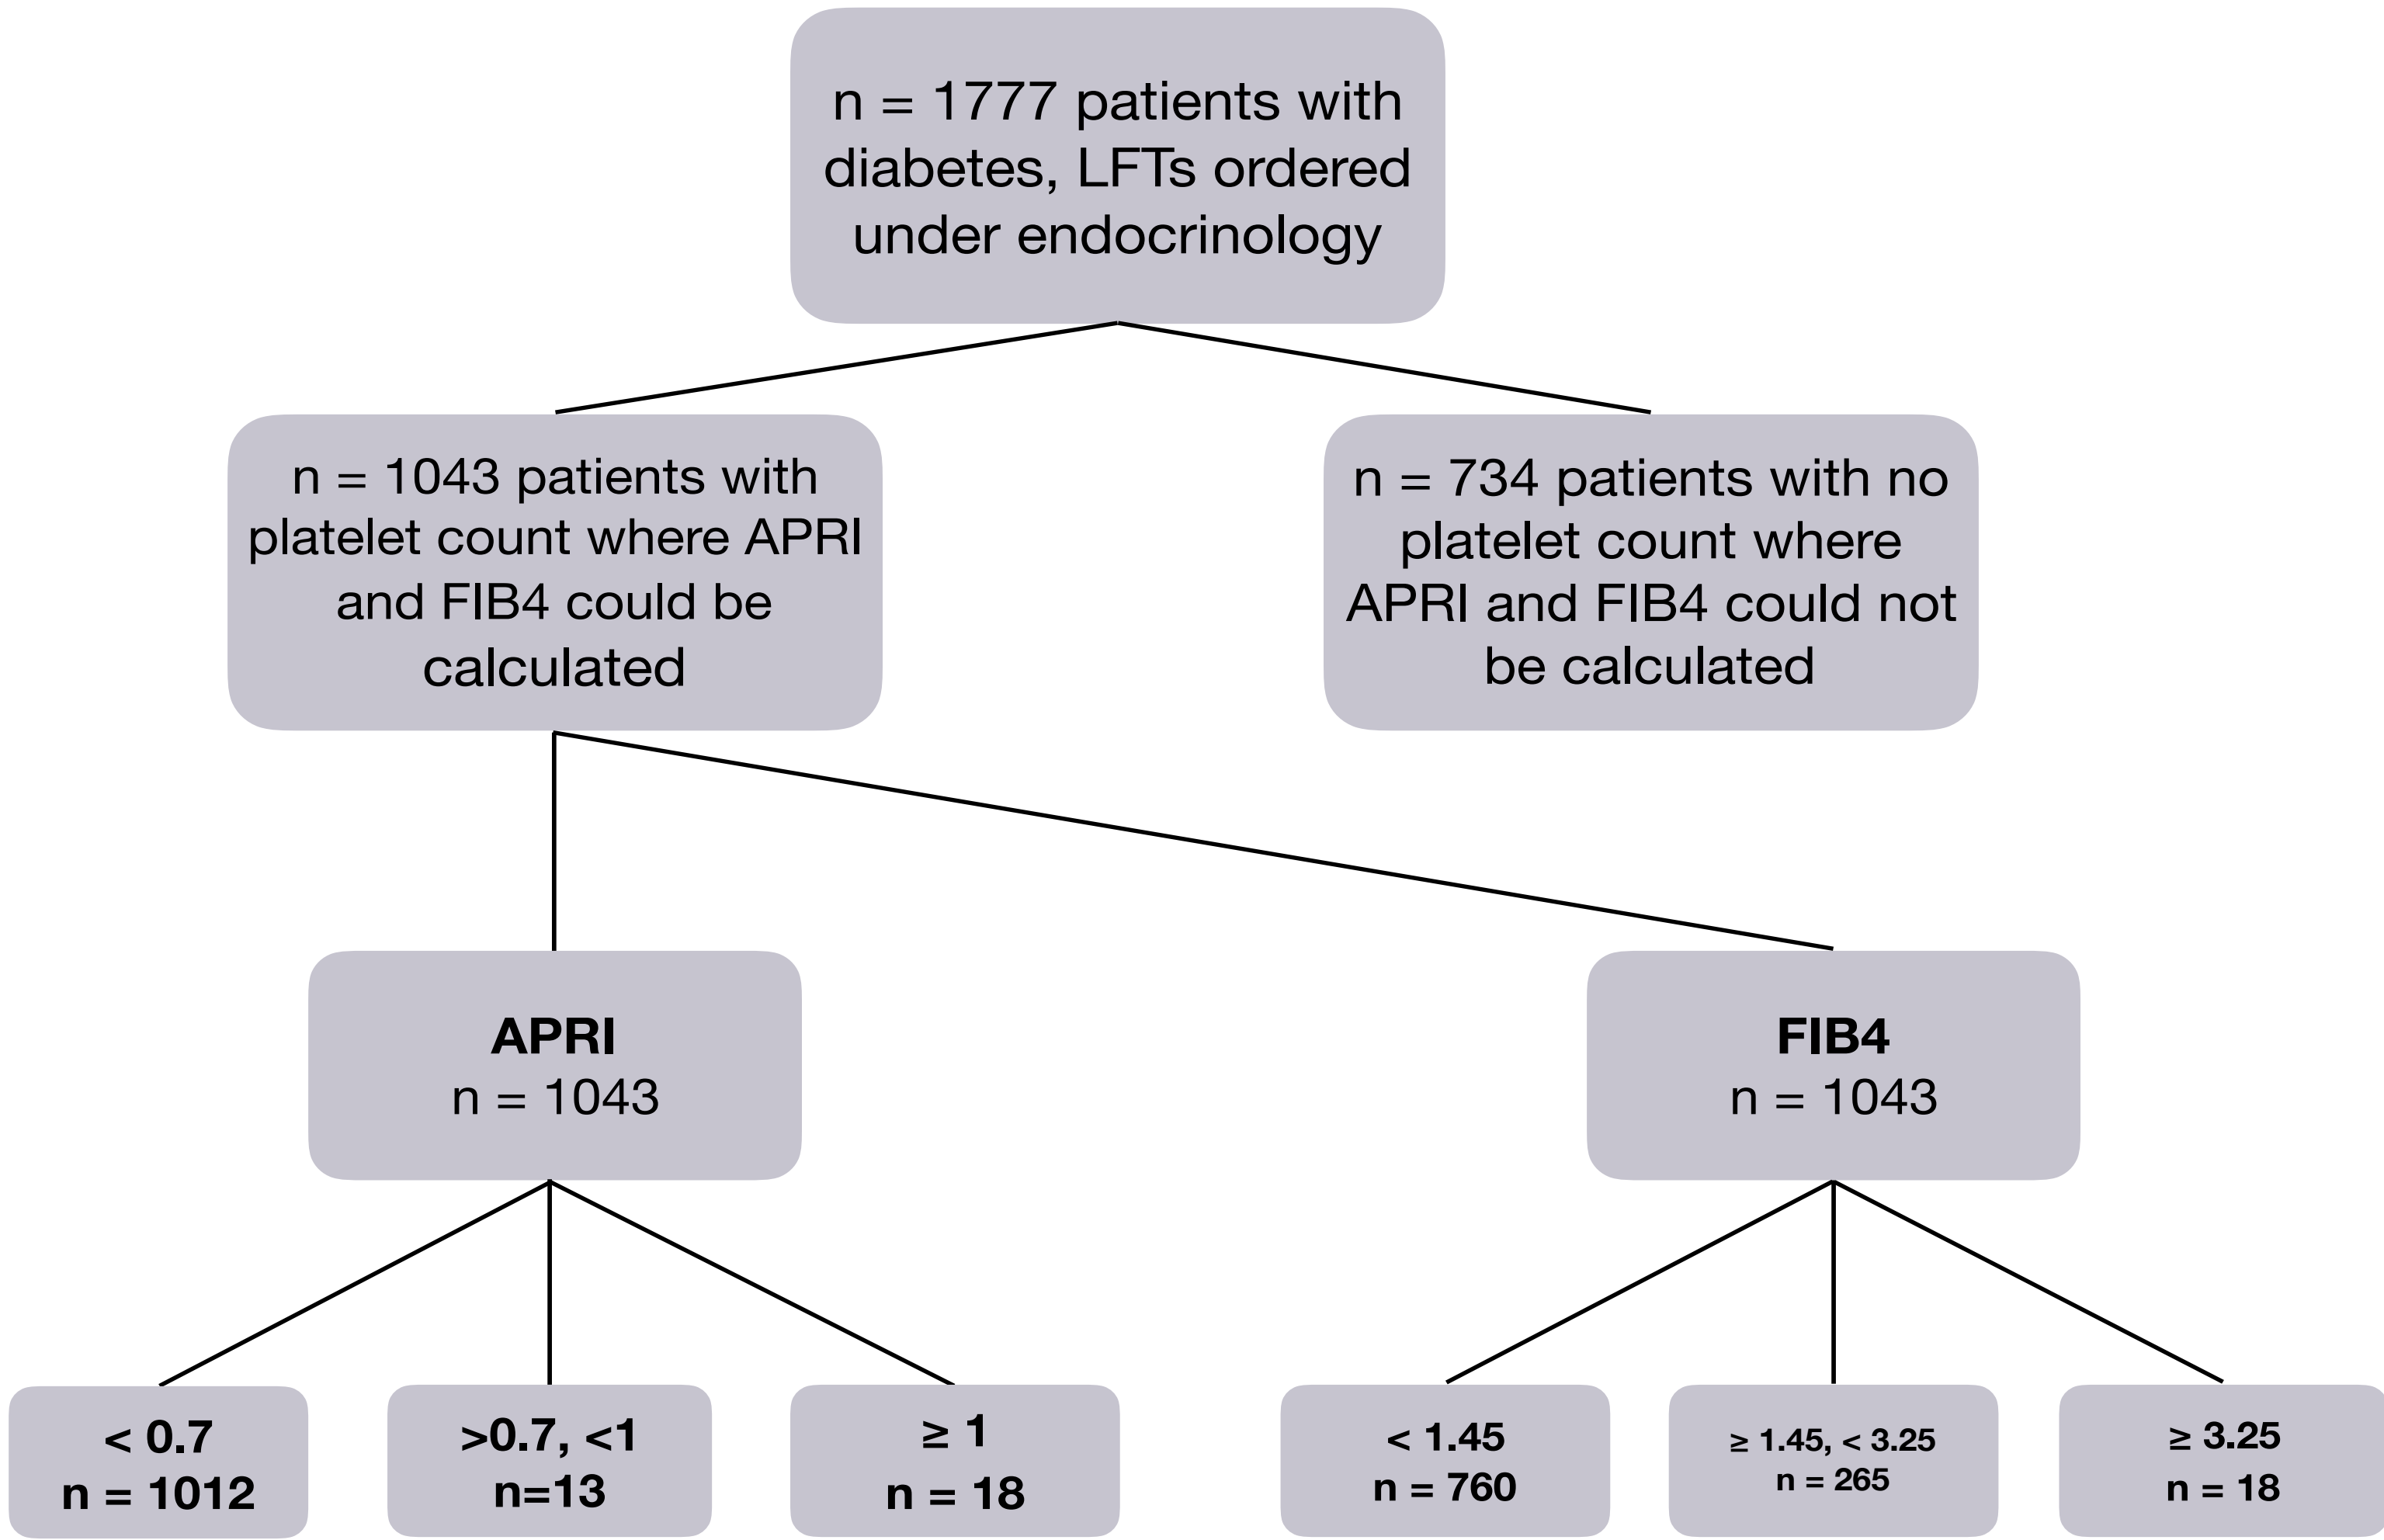 n = 1777 patients with
diabetes, LFTs ordered
under endocrinology
n = 1043 patients with
platelet count where APRI
and FIB4 could be
calculated
n = 734 patients with no
platelet count where
APRI and FIB4 could not
be calculated
APRI
n = 1043
FIB4
n = 1043
< 0.7
n = 1012
>0.7, <1
n=13
≥ 1
n = 18
< 1.45
n = 760
≥ 1.45, < 3.25
n = 265
≥ 3.25
n = 18